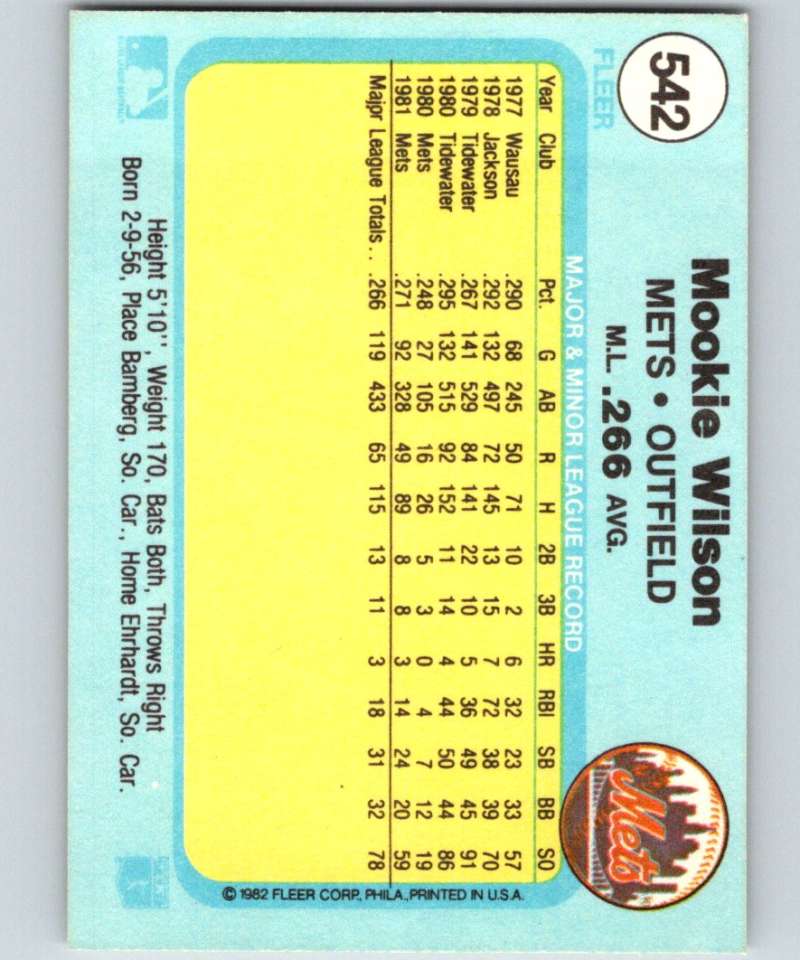 542
FLEER
Mookie Wilson
METS • OUTFIELD
M.L. .266 AVG.
Mets
MAJOR & MINOR LEAGUE RECORD
Year Club Pct. G AB R H 2B 3B HR RBI SB BB SO
1977 Wausau .290 68 245 50 71 10 2 6 32 23 33 57
1978 Jackson .292 132 497 72 145 13 15 7 72 38 39 70
1979 Tidewater .267 141 529 84 141 22 10 5 36 49 45 91
1980 Tidewater .295 132 515 92 152 11 14 4 44 50 44 86
1980 Mets .248 27 105 16 26 5 3 0 4 7 12 19
1981 Mets .271 92 328 49 89 8 8 3 14 24 20 59
Major League Totals . . .266 119 433 65 115 13 11 3 18 31 32 78
© 1982 FLEER CORP., PHILA., PRINTED IN U.S.A.
Height 5'10'', Weight 170, Bats Both, Throws Right
Born 2-9-56, Place Bamberg, So. Car., Home Ehrhardt, So. Car.